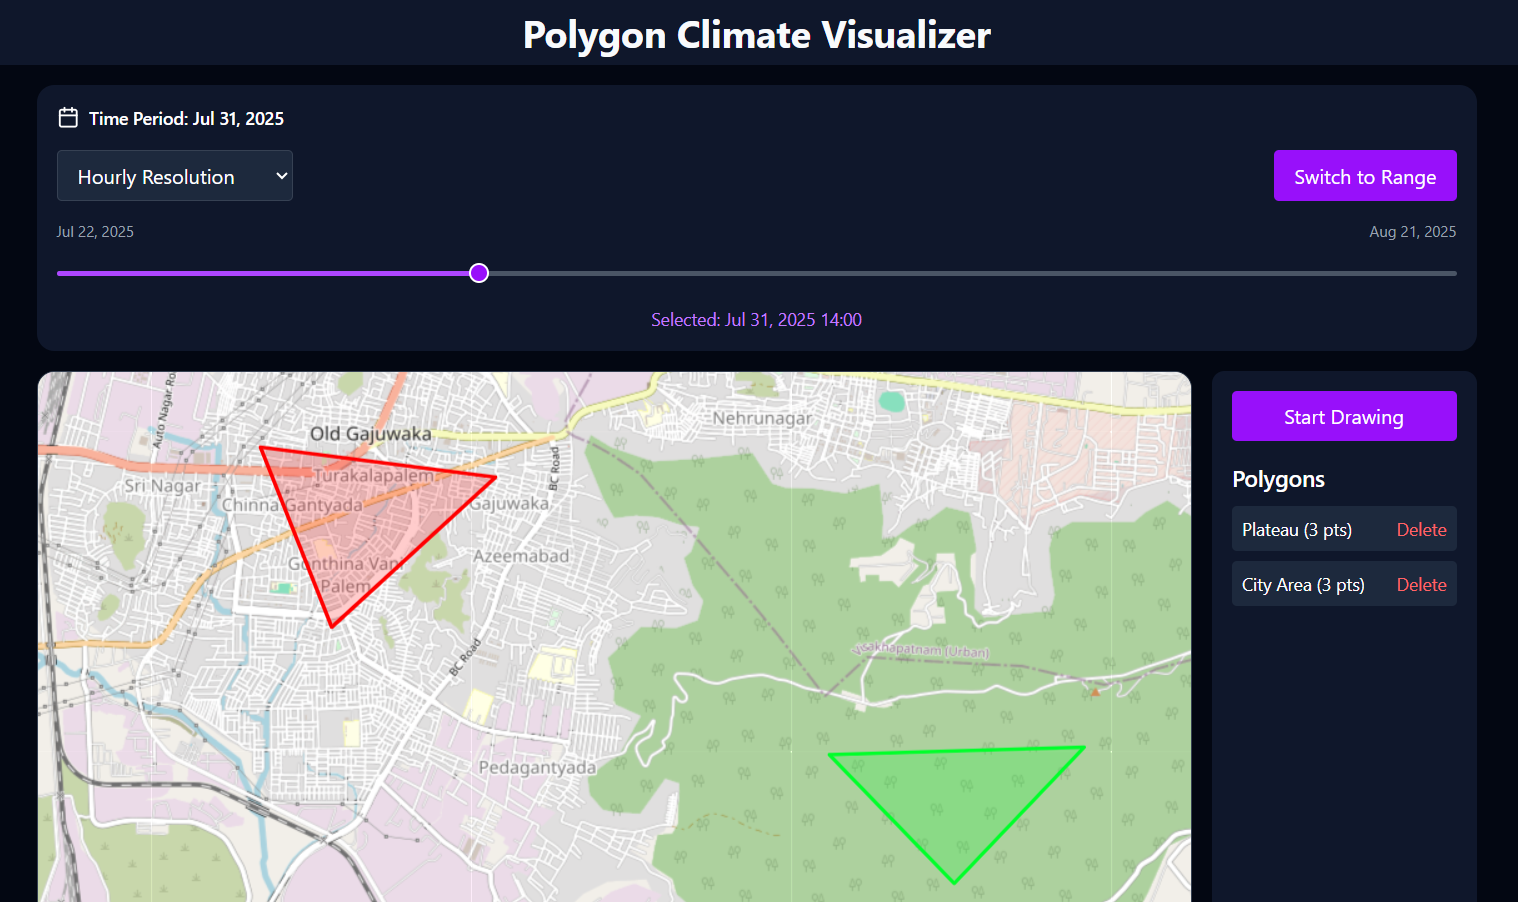 Polygon Climate Visualizer
Time Period: Jul 31, 2025
Hourly Resolution
Switch to Range
Jul 22, 2025
Aug 21, 2025
Selected: Jul 31, 2025 14:00
Start Drawing
Polygons
Plateau (3 pts)
Delete
City Area (3 pts)
Delete
Auto Nagar Ro
Nehrunagar
Old Gajuwaka
Turakalapalem
BC Road
Sri Nagar
Chinna Gantyada
Gajuwaka
Azeemabad
Gonthina Vani
Palem
BC Road
sakhapatnam (Urban)
Pedagantyada